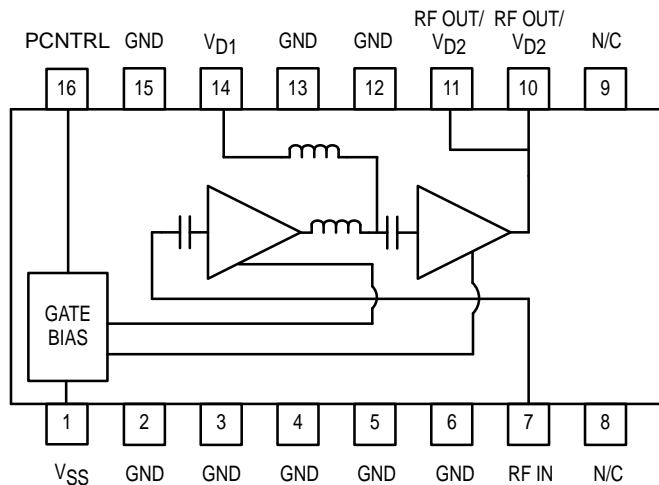 RF OUT/ RF OUT/
PCNTRL GND VD1 GND GND VD2 VD2 N/C
16 15 14 13 12 11 10 9
GATE
BIAS
1 2 3 4 5 6 7 8
VSS GND GND GND GND GND RF IN N/C